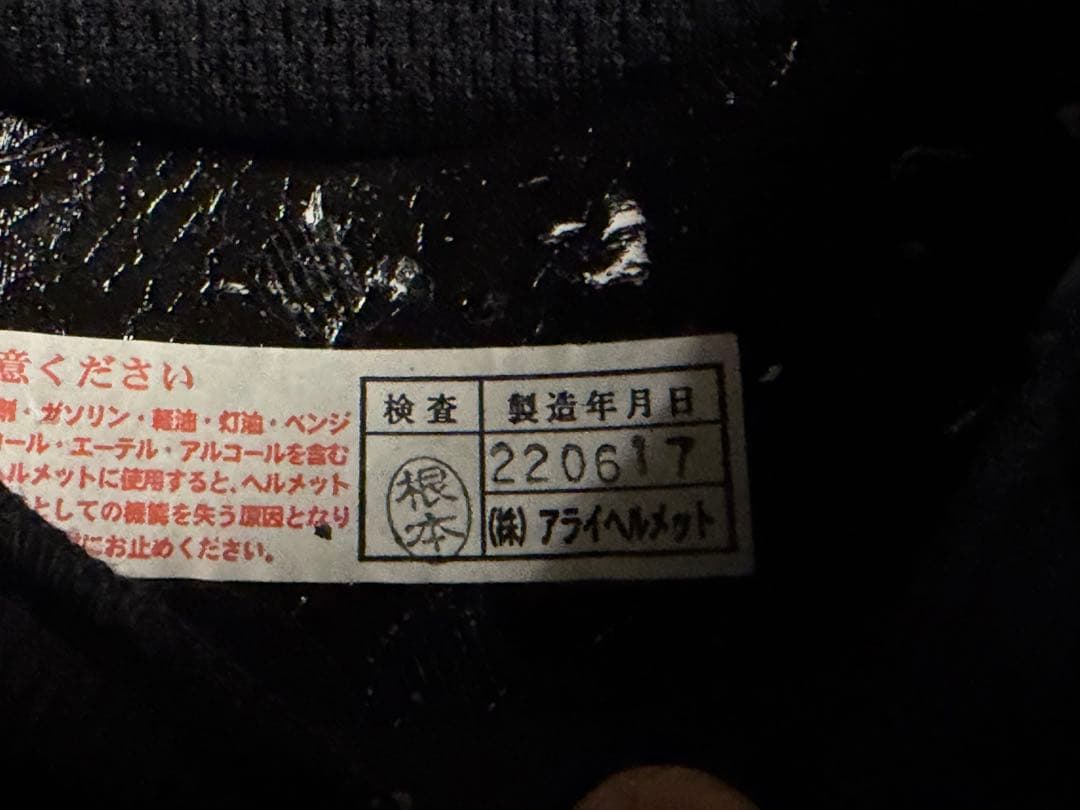 意ください
剤・ガソリン・軽油・灯油・ベンジ
コール・エーテル・アルコールを含む
ヘルメットに使用すると、ヘルメット
としての機能を失う原因となり
にお止めください。
検査 製造年月日
220617
根本
(株) アライヘルメット